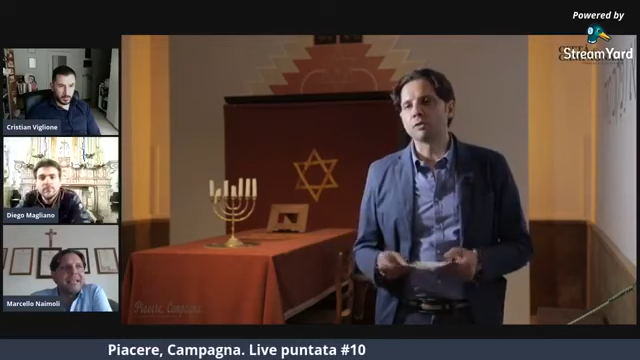 Powered by
StreamYard
Cristian Viglione
Diego Magliano
Marcello Naimoli
Piacere, Campagna
Piacere, Campagna. Live puntata #10